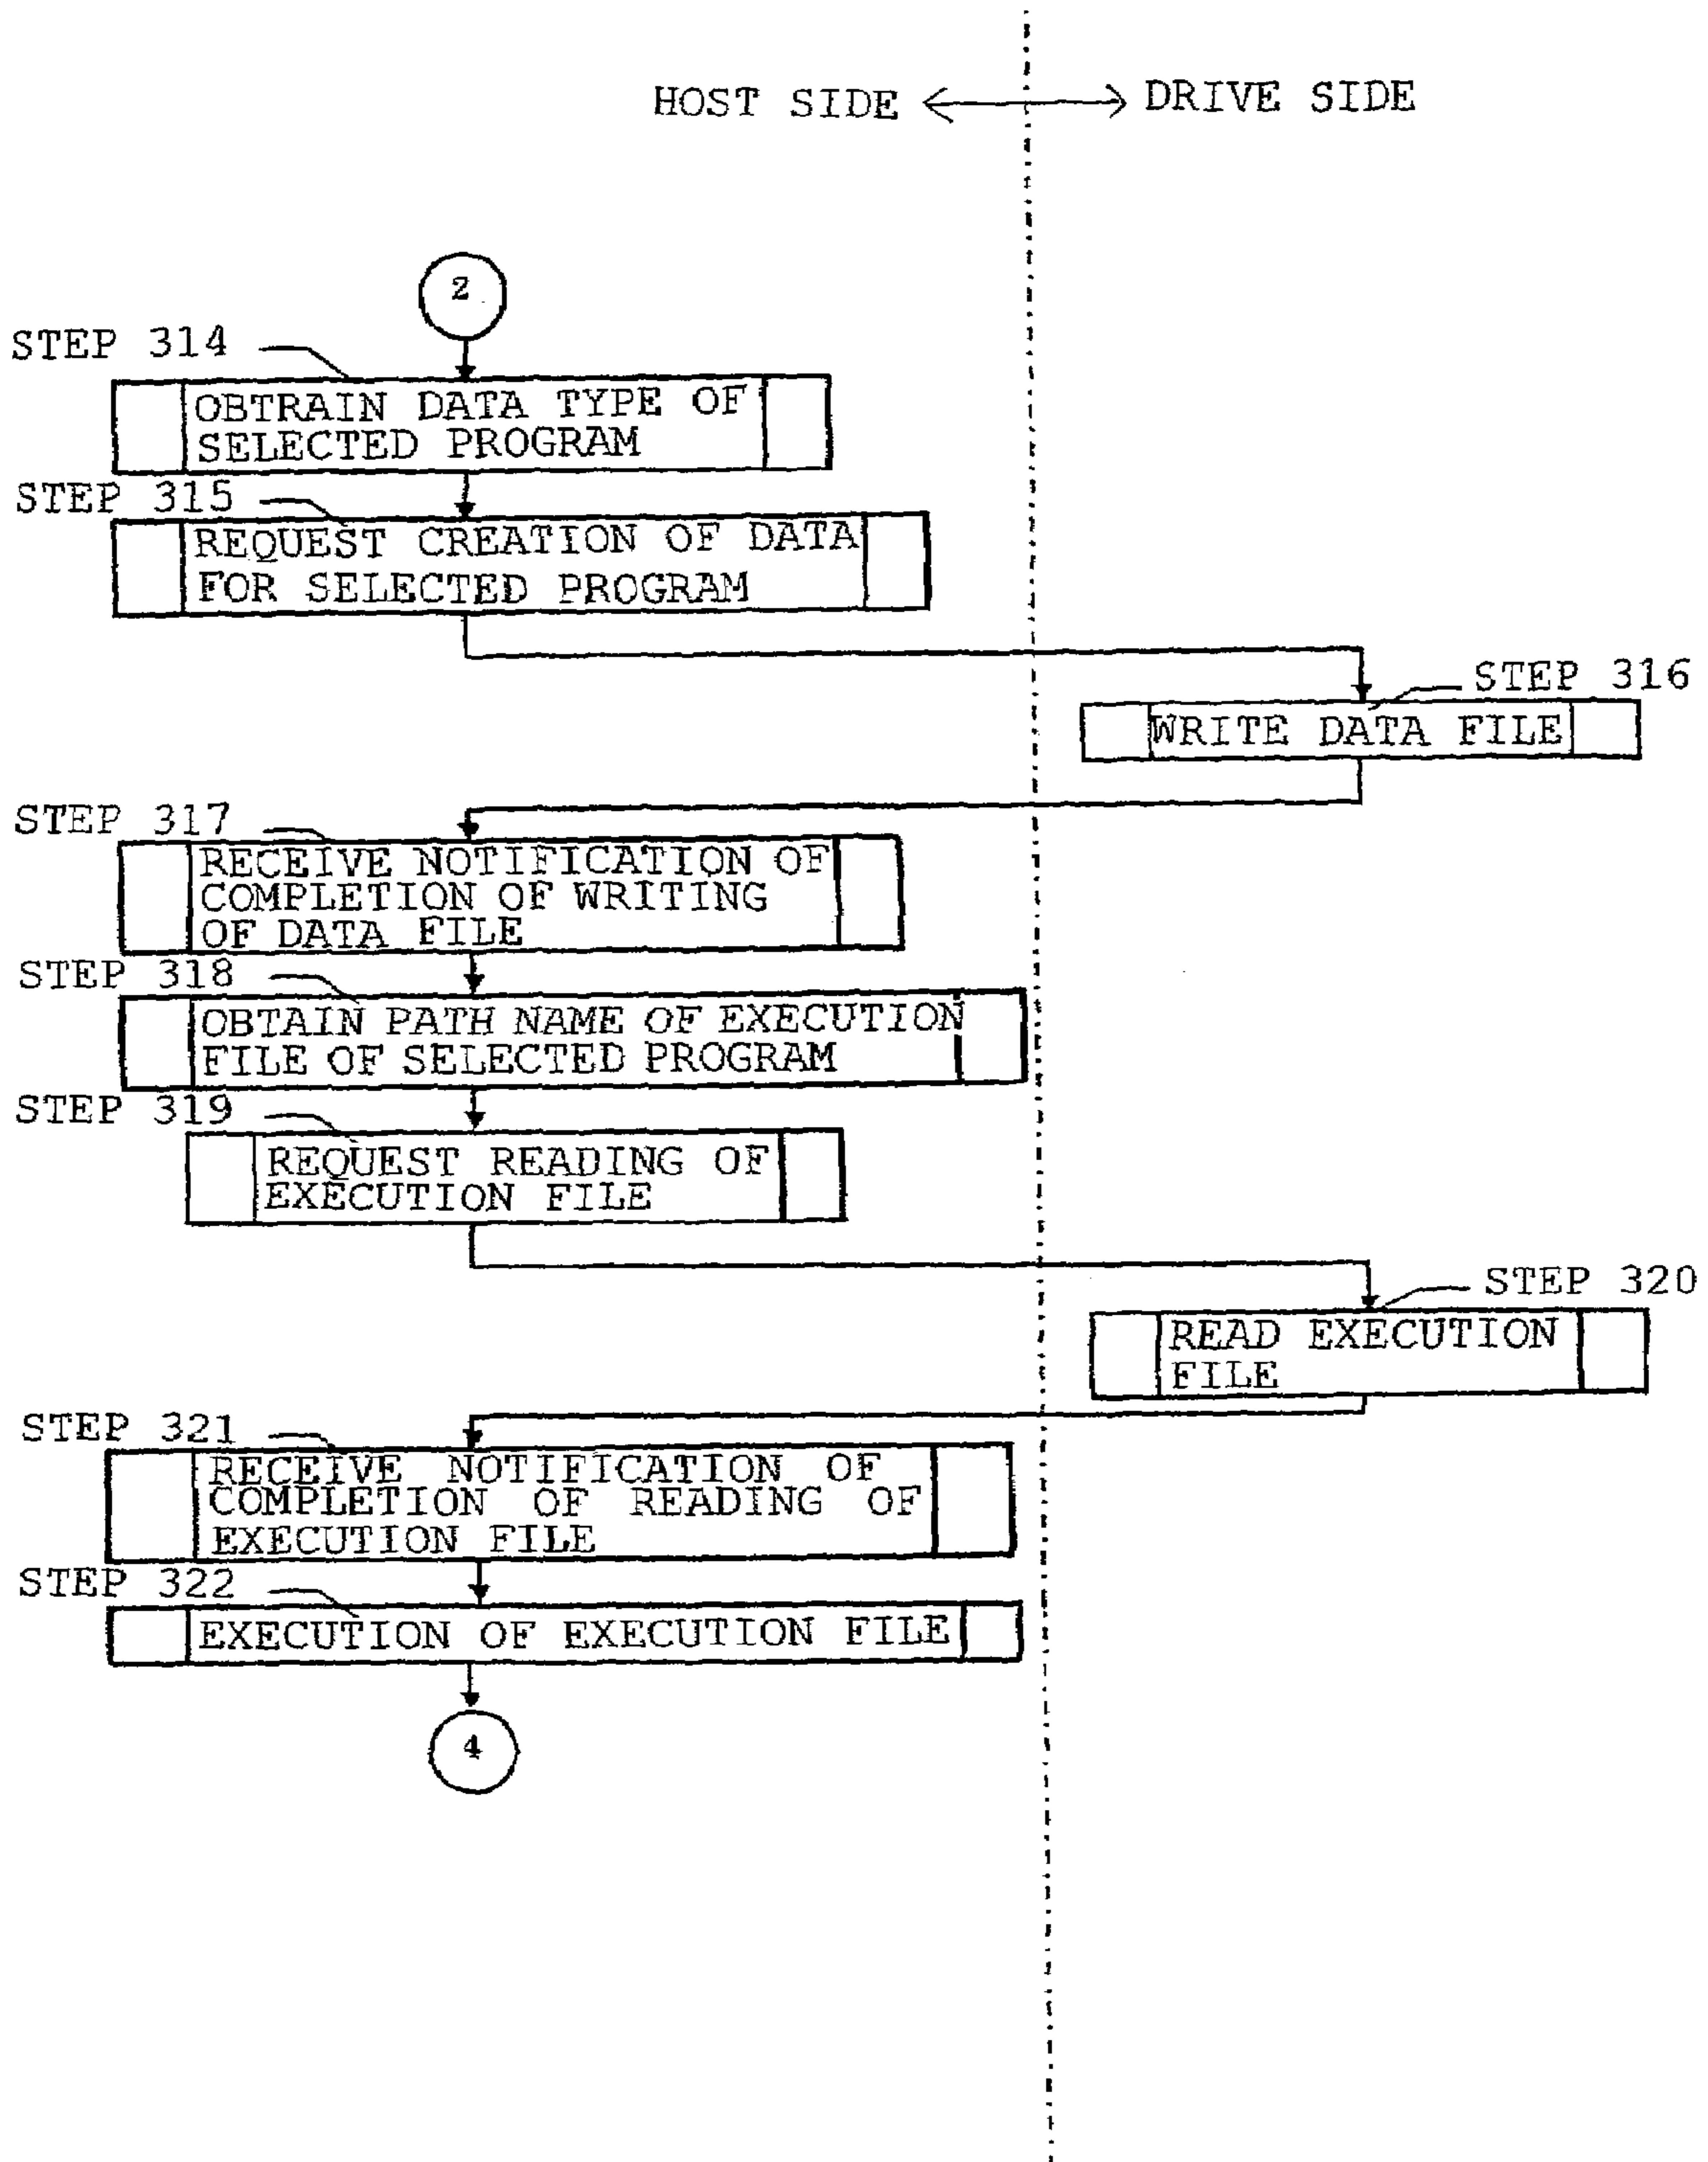 HOST SIDE
DRIVE SIDE
2
STEP 314
OBTRAIN DATA TYPE OF
SELECTED PROGRAM
STEP 315
REQUEST CREATION OF DATA
FOR SELECTED PROGRAM
STEP 316
WRITE DATA FILE
STEP 317
RECEIVE NOTIFICATION OF
COMPLETION OF WRITING
OF DATA FILE
STEP 318
OBTAIN PATH NAME OF EXECUTION
FILE OF SELECTED PROGRAM
STEP 319
REQUEST READING OF
EXECUTION FILE
STEP 320
READ EXECUTION
FILE
STEP 321
RECEIVE NOTIFICATION OF
COMPLETION OF READING OF
EXECUTION FILE
STEP 322
EXECUTION OF EXECUTION FILE
4